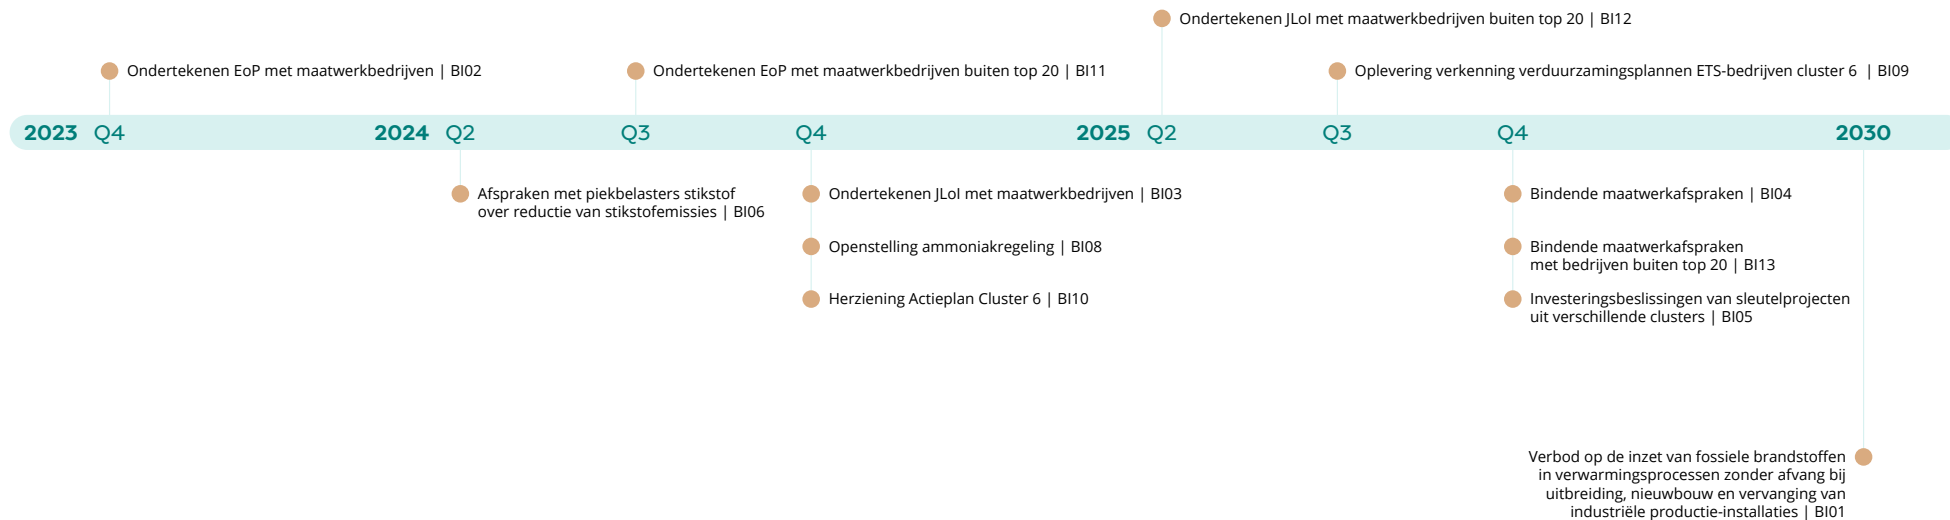 Ondertekenen JLoI met maatwerkbedrijven buiten top 20 | BI12
Ondertekenen EoP met maatwerkbedrijven | BI02
Ondertekenen EoP met maatwerkbedrijven buiten top 20 | BI11
Oplevering verkenning verduurzamingsplannen ETS-bedrijven cluster 6 | BI09
2023 Q4 2024 Q2 Q3 Q4 2025 Q2 Q3 Q4 2030
Afspraken met piekbelasters stikstof
over reductie van stikstofemissies | BI06
Ondertekenen JLoI met maatwerkbedrijven | BI03
Openstelling ammoniakregeling | BI08
Herziening Actieplan Cluster 6 | BI10
Bindende maatwerkafspraken | BI04
Bindende maatwerkafspraken
met bedrijven buiten top 20 | BI13
Investeringsbeslissingen van sleutelprojecten
uit verschillende clusters | BI05
Verbod op de inzet van fossiele brandstoffen
in verwarmingsprocessen zonder afvang bij
uitbreiding, nieuwbouw en vervanging van
industriële productie-installaties | BI01